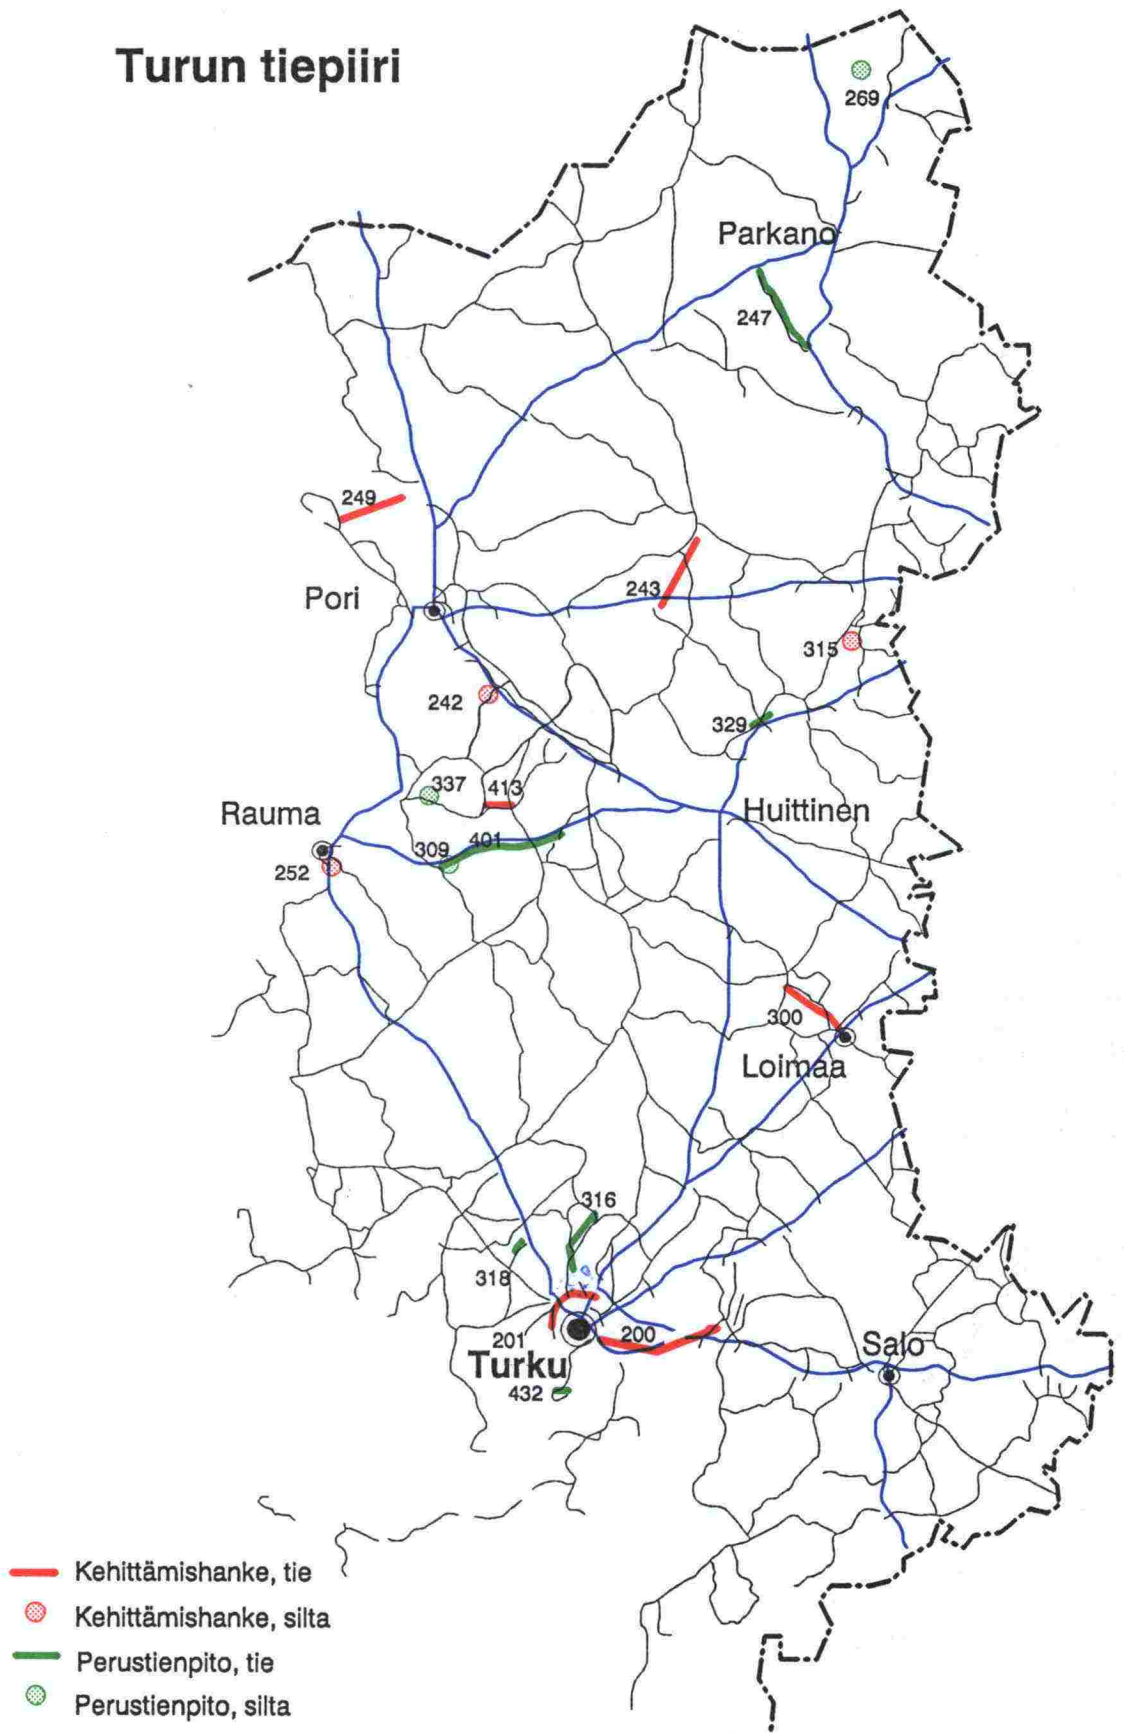 Turun tiepiiri
269
Parkano
247
249
243
Pori
315
242
329
337
413
Rauma
Huittinen
401
309
252
300
Loimaa
316
318
201
200
Salo
Turku
432
Kehittämishanke, tie
Kehittämishanke, silta
Perustienpito, tie
Perustienpito, silta